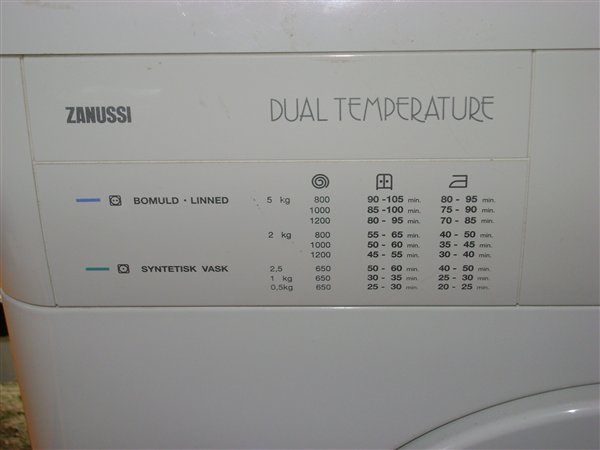 ZANUSSI DUAL TEMPERATURE
BOMULD · LINNED 5 kg 800 90 -105 min. 80 - 95 min.
1000 85 -100 min. 75 - 90 min.
1200 80 - 95 min. 70 - 85 min.
2 kg 800 55 - 65 min. 40 - 50 min.
1000 50 - 60 min. 35 - 45 min.
1200 45 - 55 min. 30 - 40 min.
SYNTETISK VASK 2,5 650 50 - 60 min. 40 - 50 min.
1 kg 650 30 - 35 min. 25 - 30 min.
0,5kg 650 25 - 30 min. 20 - 25 min.